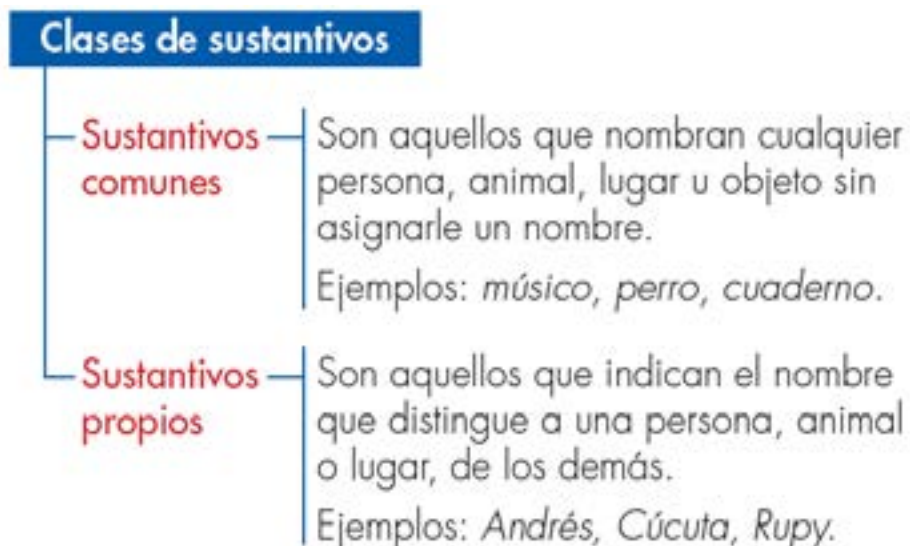 Clases de sustantivos
Sustantivos
comunes
Son aquellos que nombran cualquier
persona, animal, lugar u objeto sin
asignarle un nombre.
Ejemplos: músico, perro, cuaderno.
Sustantivos
propios
Son aquellos que indican el nombre
que distingue a una persona, animal
o lugar, de los demás.
Ejemplos: Andrés, Cúcuta, Rupy.